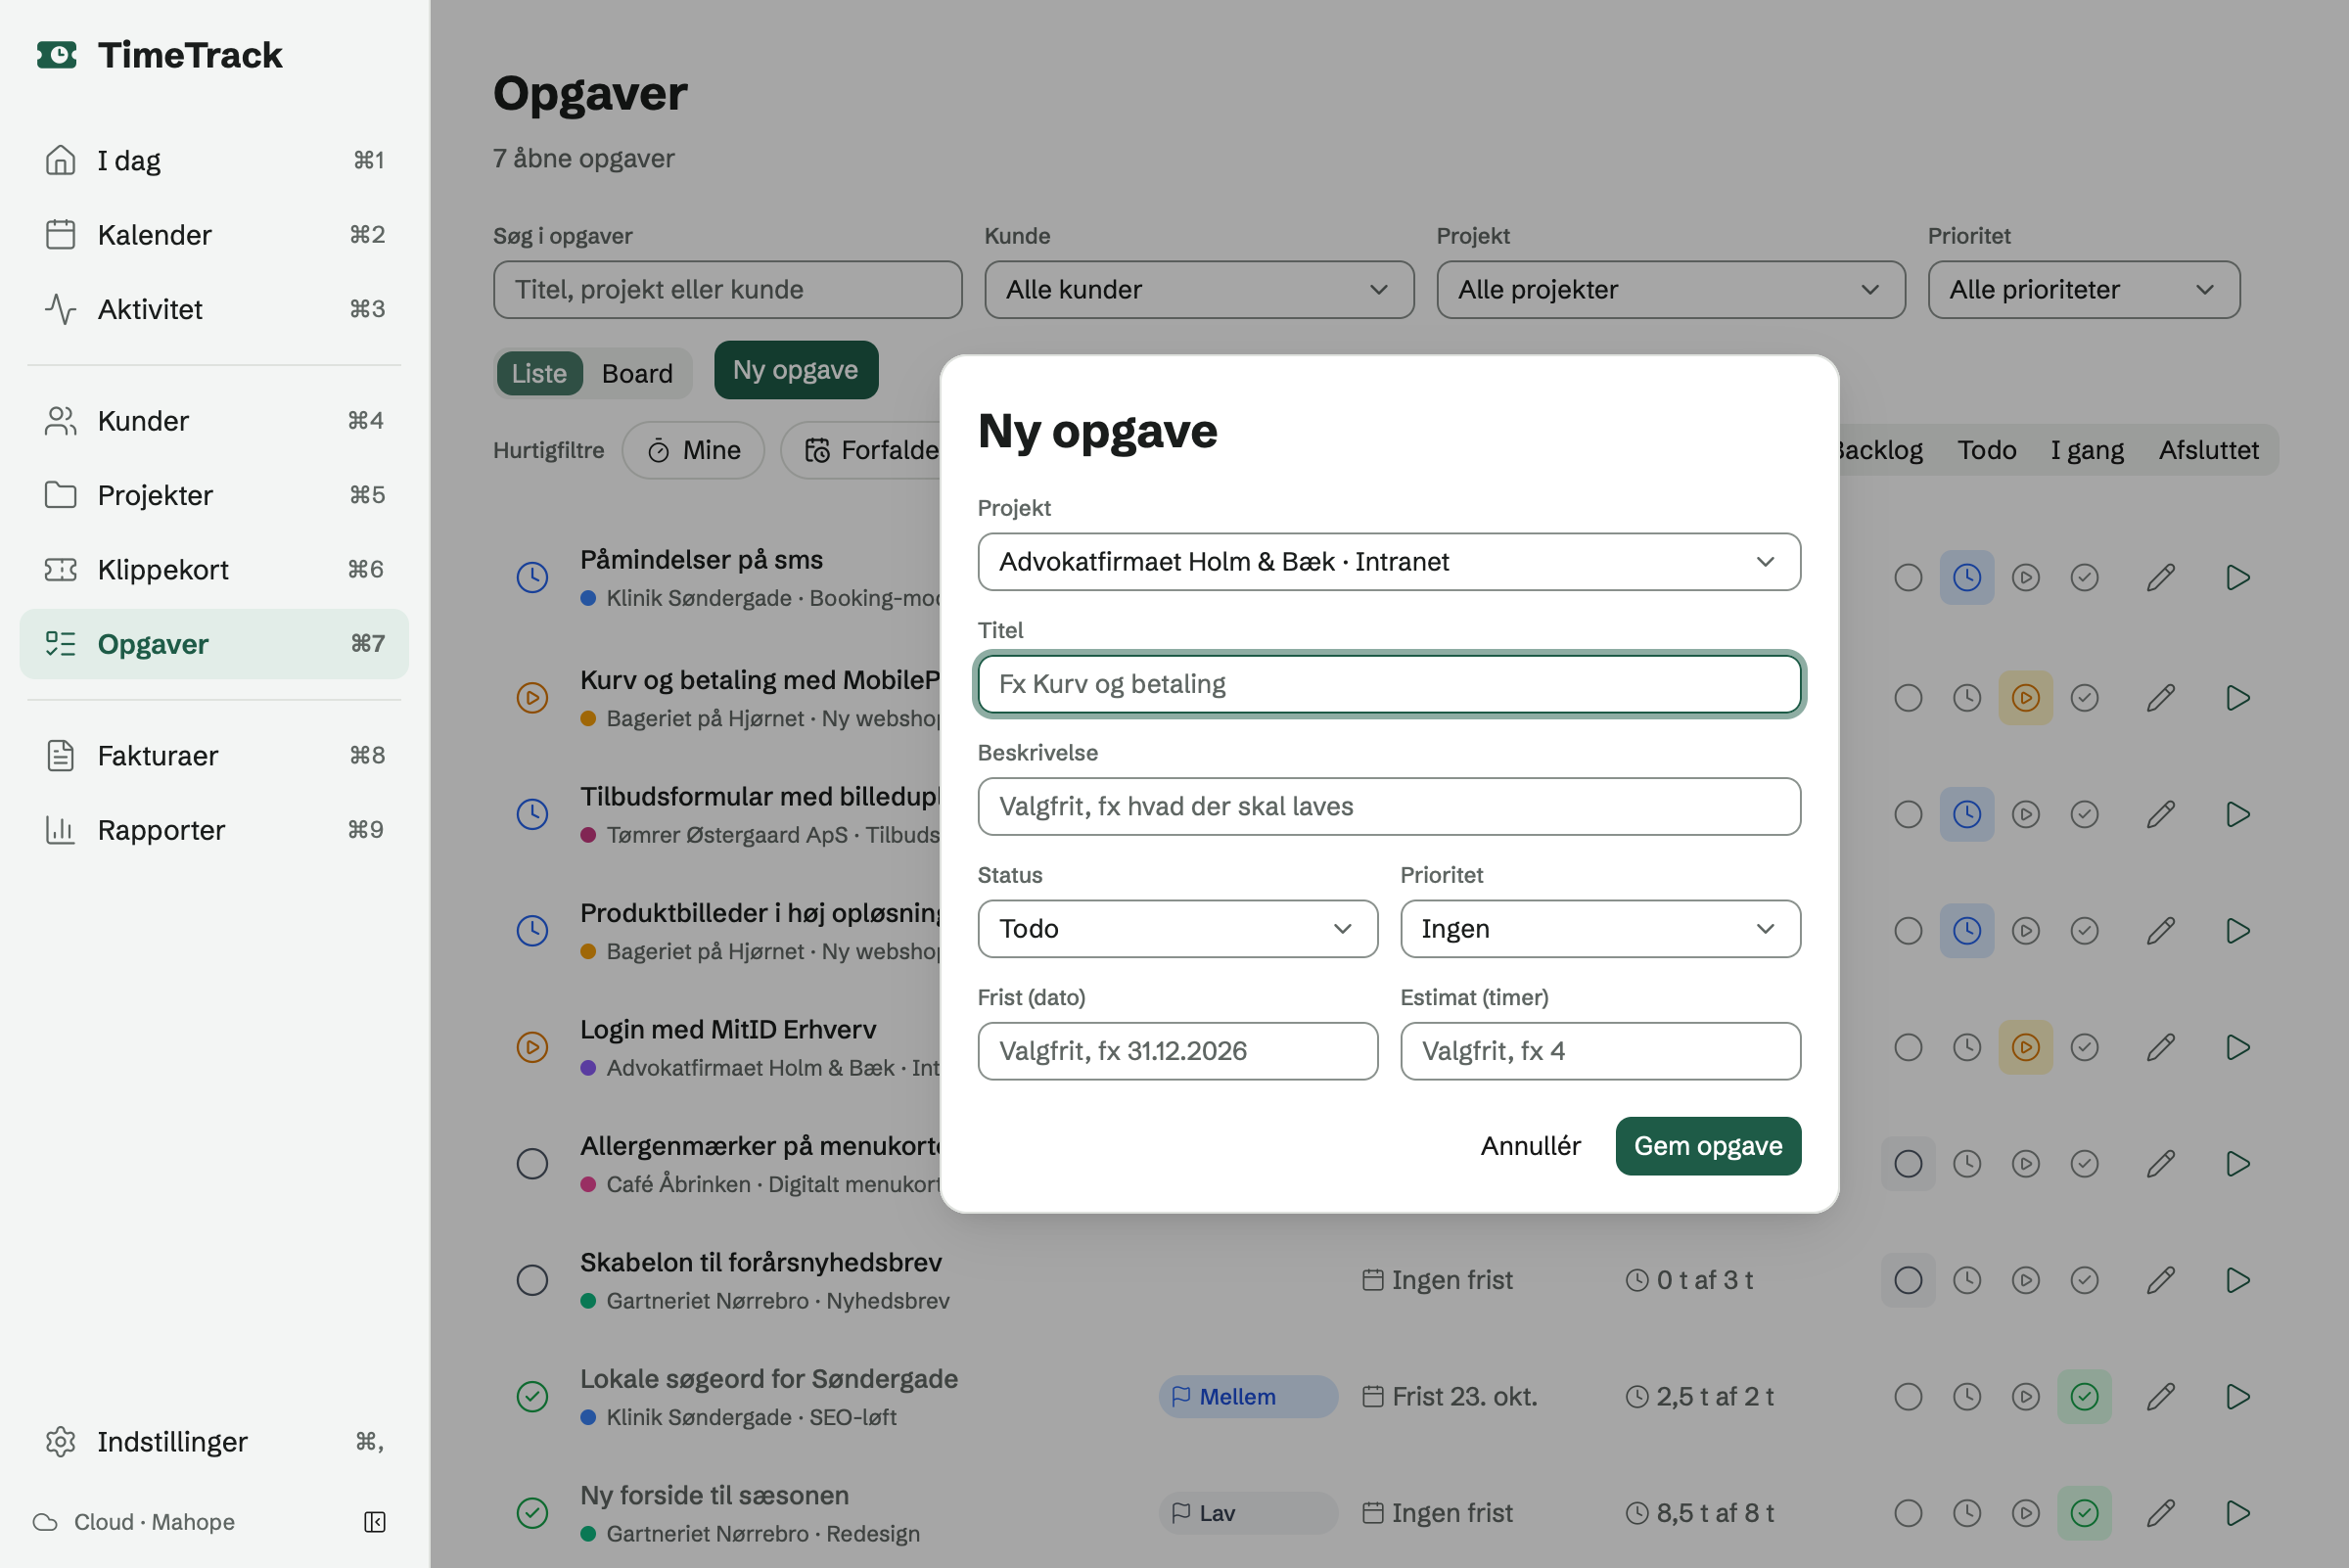 TimeTrack
I dag ⌘1
Kalender ⌘2
Aktivitet ⌘3
Kunder ⌘4
Projekter ⌘5
Klippekort ⌘6
Opgaver ⌘7
Fakturaer ⌘8
Rapporter ⌘9
Indstillinger ⌘,
Cloud · Mahope
Opgaver
7 åbne opgaver
Søg i opgaver Kunde Projekt Prioritet
Titel, projekt eller kunde Alle kunder Alle projekter Alle prioriteter
Liste Board Ny opgave
Hurtigfiltre Mine Forfalde Backlog Todo I gang Afsluttet
Påmindelser på sms
Klinik Søndergade · Booking-mo
Kurv og betaling med MobileP
Bageriet på Hjørnet · Ny websho
Tilbudsformular med billedup
Tømrer Østergaard ApS · Tilbuds
Produktbilleder i høj opløsning
Bageriet på Hjørnet · Ny websho
Login med MitID Erhverv
Advokatfirmaet Holm & Bæk · Int
Allergenmærker på menukort
Café Åbrinken · Digitalt menukort
Skabelon til forårsnyhedsbrev
Gartneriet Nørrebro · Nyhedsbrev
Ingen frist 0 t af 3 t
Lokale søgeord for Søndergade
Klinik Søndergade · SEO-løft
Mellem Frist 23. okt. 2,5 t af 2 t
Ny forside til sæsonen
Gartneriet Nørrebro · Redesign
Lav Ingen frist 8,5 t af 8 t
Ny opgave
Projekt
Advokatfirmaet Holm & Bæk · Intranet
Titel
Fx Kurv og betaling
Beskrivelse
Valgfrit, fx hvad der skal laves
Status Prioritet
Todo Ingen
Frist (dato) Estimat (timer)
Valgfrit, fx 31.12.2026 Valgfrit, fx 4
Annullér Gem opgave